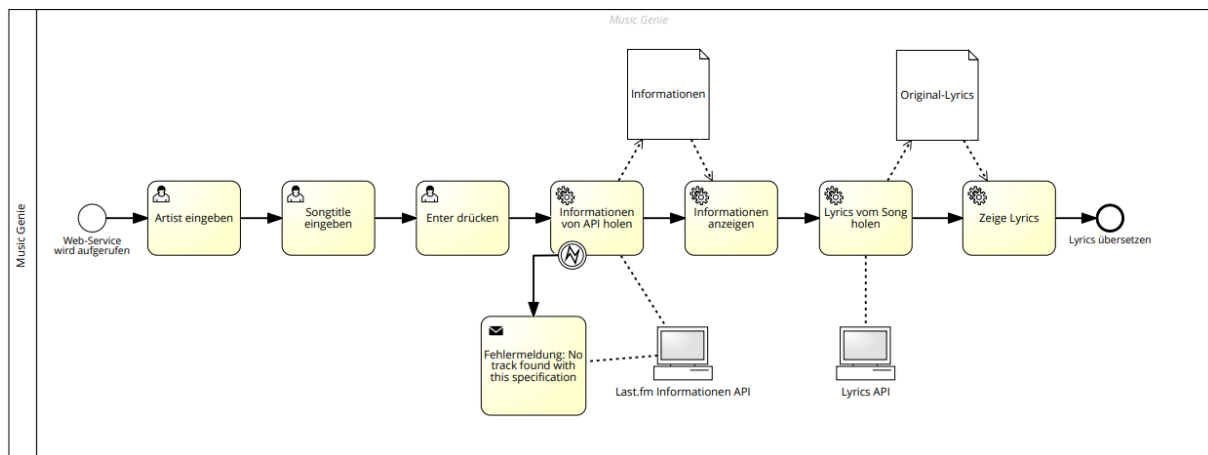 Music Genie
Music Genie
Informationen
Original-Lyrics
Artist eingeben
Songtitle
eingeben
Enter drücken
Informationen
von API holen
Informationen
anzeigen
Lyrics vom Song
holen
Zeige Lyrics
Web-Service
wird aufgerufen
Lyrics übersetzen
Fehlermeldung: No
track found with
this specification
Last.fm Informationen API
Lyrics API